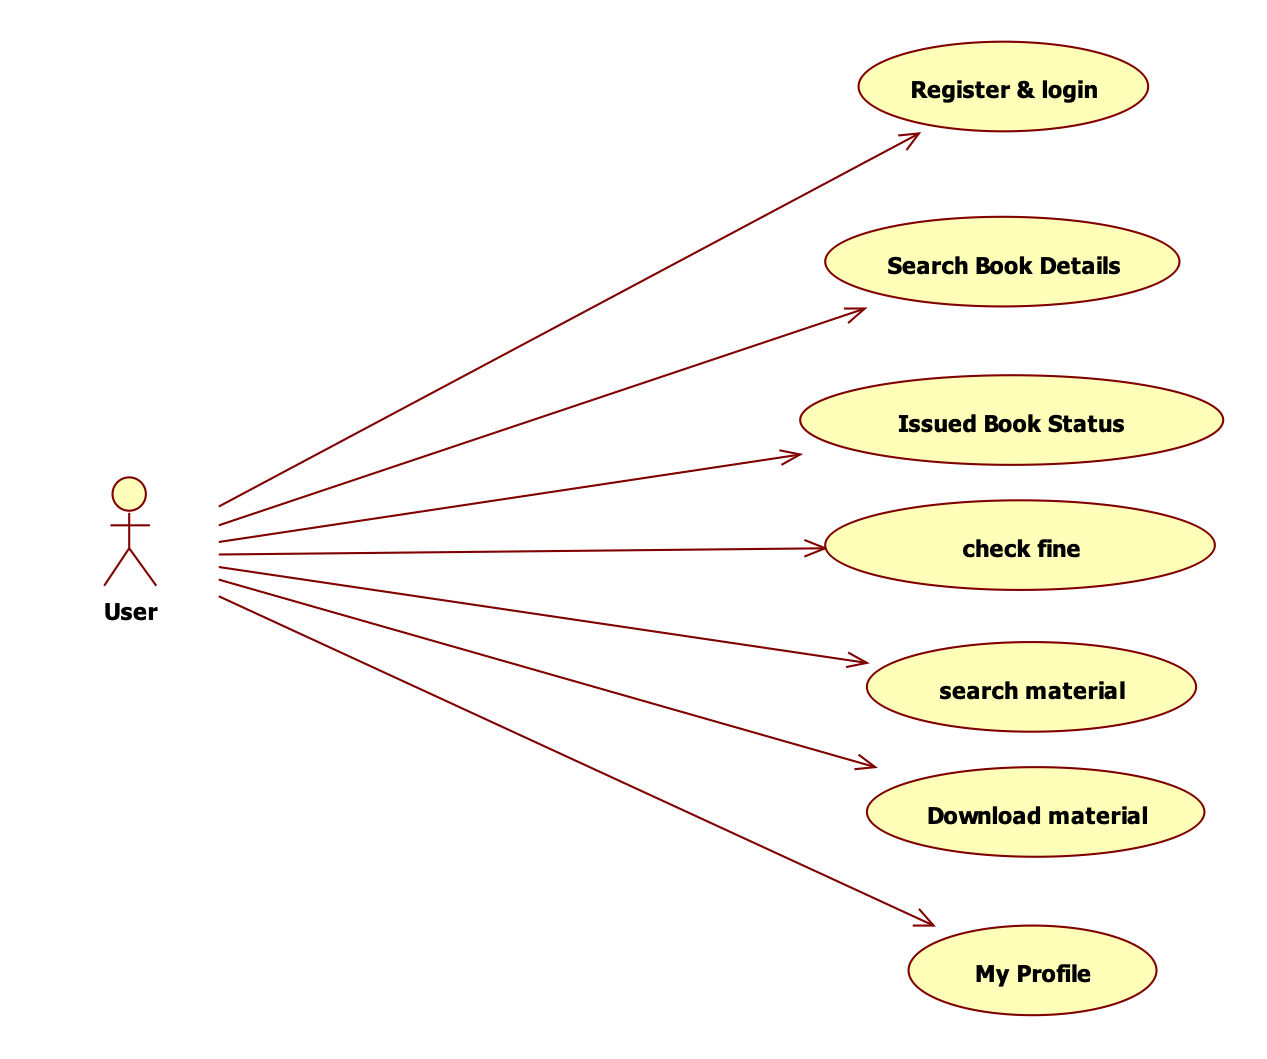 Register & login
Search Book Details
Issued Book Status
check fine
User
search material
Download material
My Profile